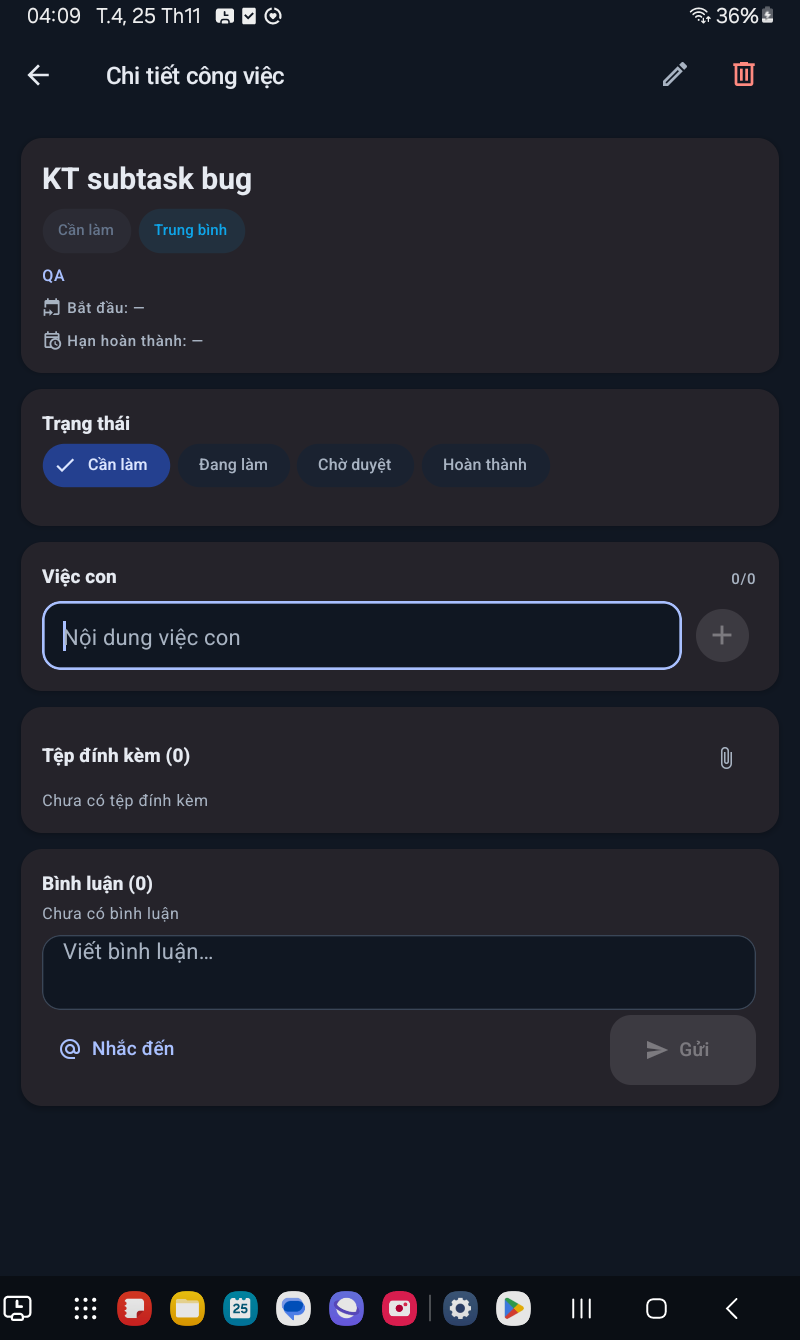 04:09 T.4, 25 Th11 36%
Chi tiết công việc
KT subtask bug
Cần làm Trung bình
QA
Bắt đầu: —
Hạn hoàn thành: —
Trạng thái
Cần làm Đang làm Chờ duyệt Hoàn thành
Việc con 0/0
Nội dung việc con
Tệp đính kèm (0)
Chưa có tệp đính kèm
Bình luận (0)
Chưa có bình luận
Viết bình luận...
Nhắc đến Gửi
25